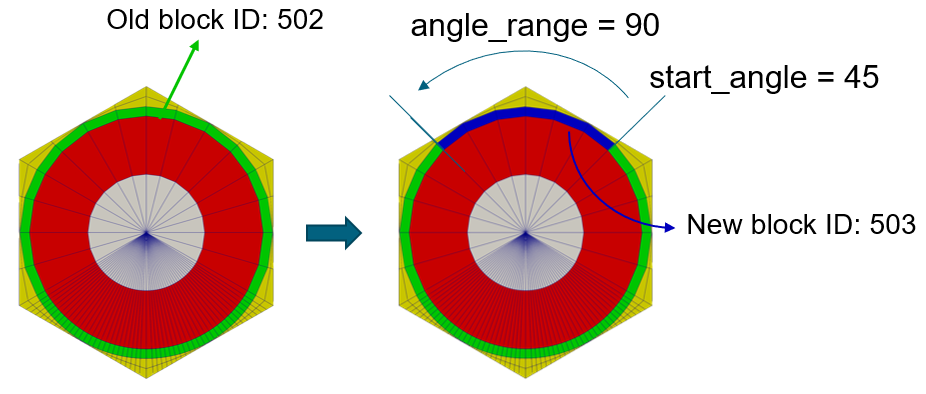 Old block ID: 502
angle_range = 90
start_angle = 45
New block ID: 503